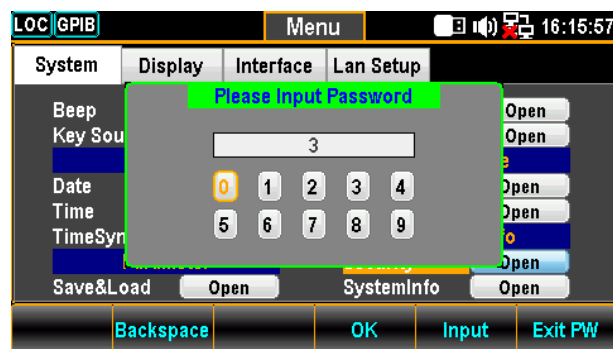 LOC GPIB Menu 16:15:57
System Display Interface Lan Setup
Please Input Password
Beep Open
3
Key Sou Open
Date 0 1 2 3 4 Open
Time 5 6 7 8 9 Open
TimeSyn
Security Open
Save&Load Open SystemInfo Open
Backspace OK Input Exit PW